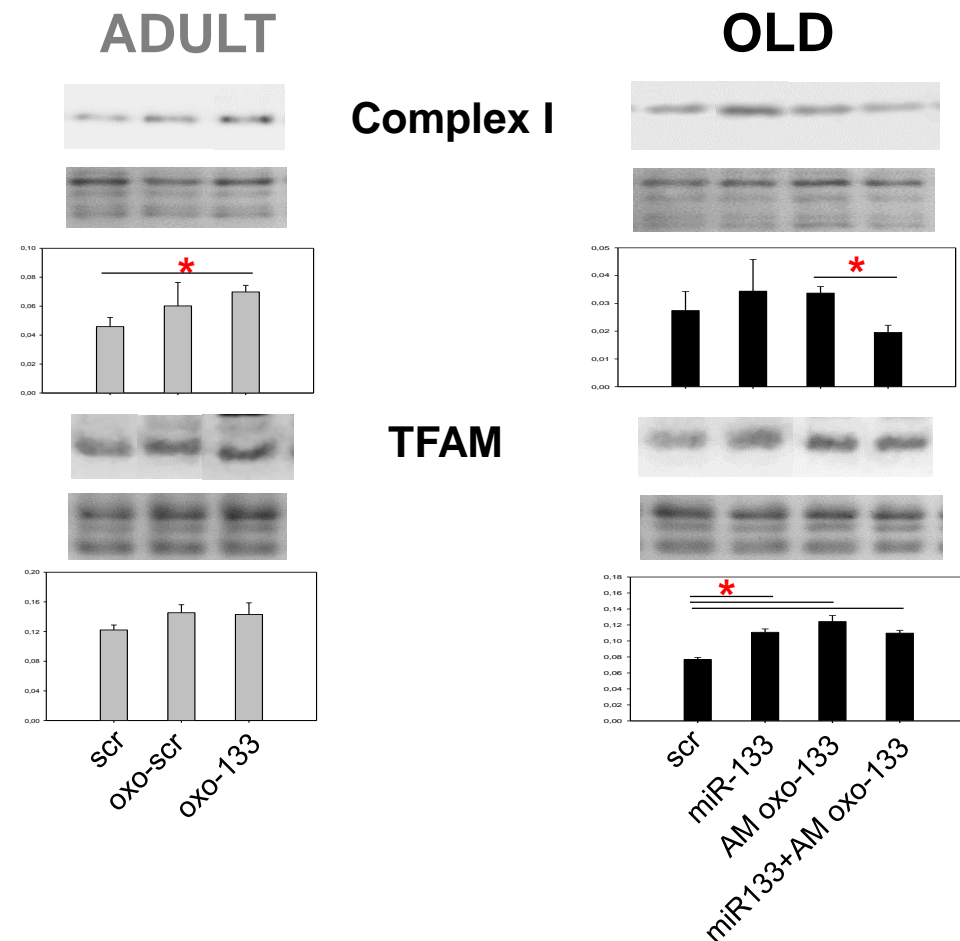 ADULT
OLD
Complex I
0,10
0,08
0,06
0,04
0,02
0,00
*
0,05
0,04
0,03
0,02
0,01
0,00
*
TFAM
0,20
0,16
0,12
0,08
0,04
0,00
scr
oxo-scr
oxo-133
0,18
0,16
0,14
0,12
0,10
0,08
0,06
0,04
0,02
0,00
*
scr
miR-133
AM oxo-133
miR133+AM oxo-133